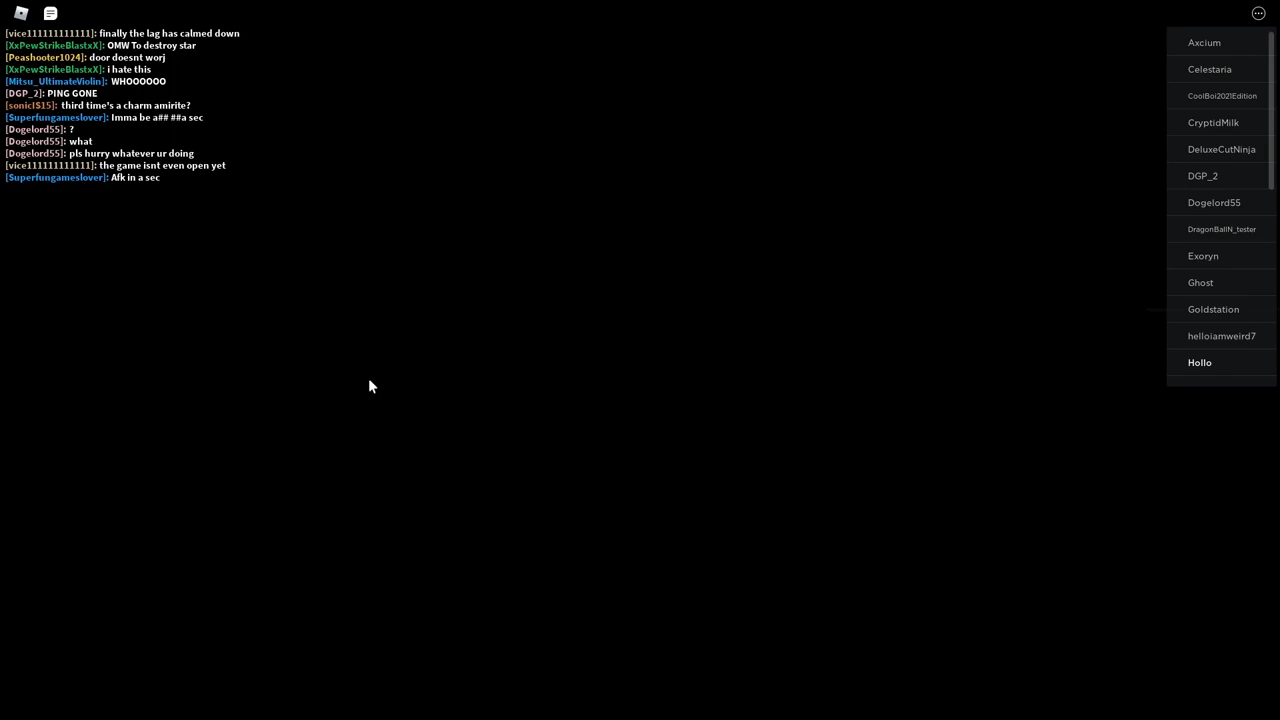 [vice111111111111]: finally the lag has calmed down
[XxPewStrikeBlastxX]: OMW To destroy star
[Peashooter1024]: door doesnt worj
[XxPewStrikeBlastxX]: i hate this
[Mitsu_UltimateViolin]: WHOOOOOO
[DGP_2]: PING GONE
[sonicI$15]: third time's a charm amirite?
[Superfungameslover]: Imma be a## ##a sec
[Dogelord55]: ?
[Dogelord55]: what
[Dogelord55]: pls hurry whatever ur doing
[vice111111111111]: the game isnt even open yet
[Superfungameslover]: Afk in a sec
Axcium
Celestaria
CoolBoi2021Edition
CryptidMilk
DeluxeCutNinja
DGP_2
Dogelord55
DragonBallN_tester
Exoryn
Ghost
Goldstation
helloiamweird7
Hollo